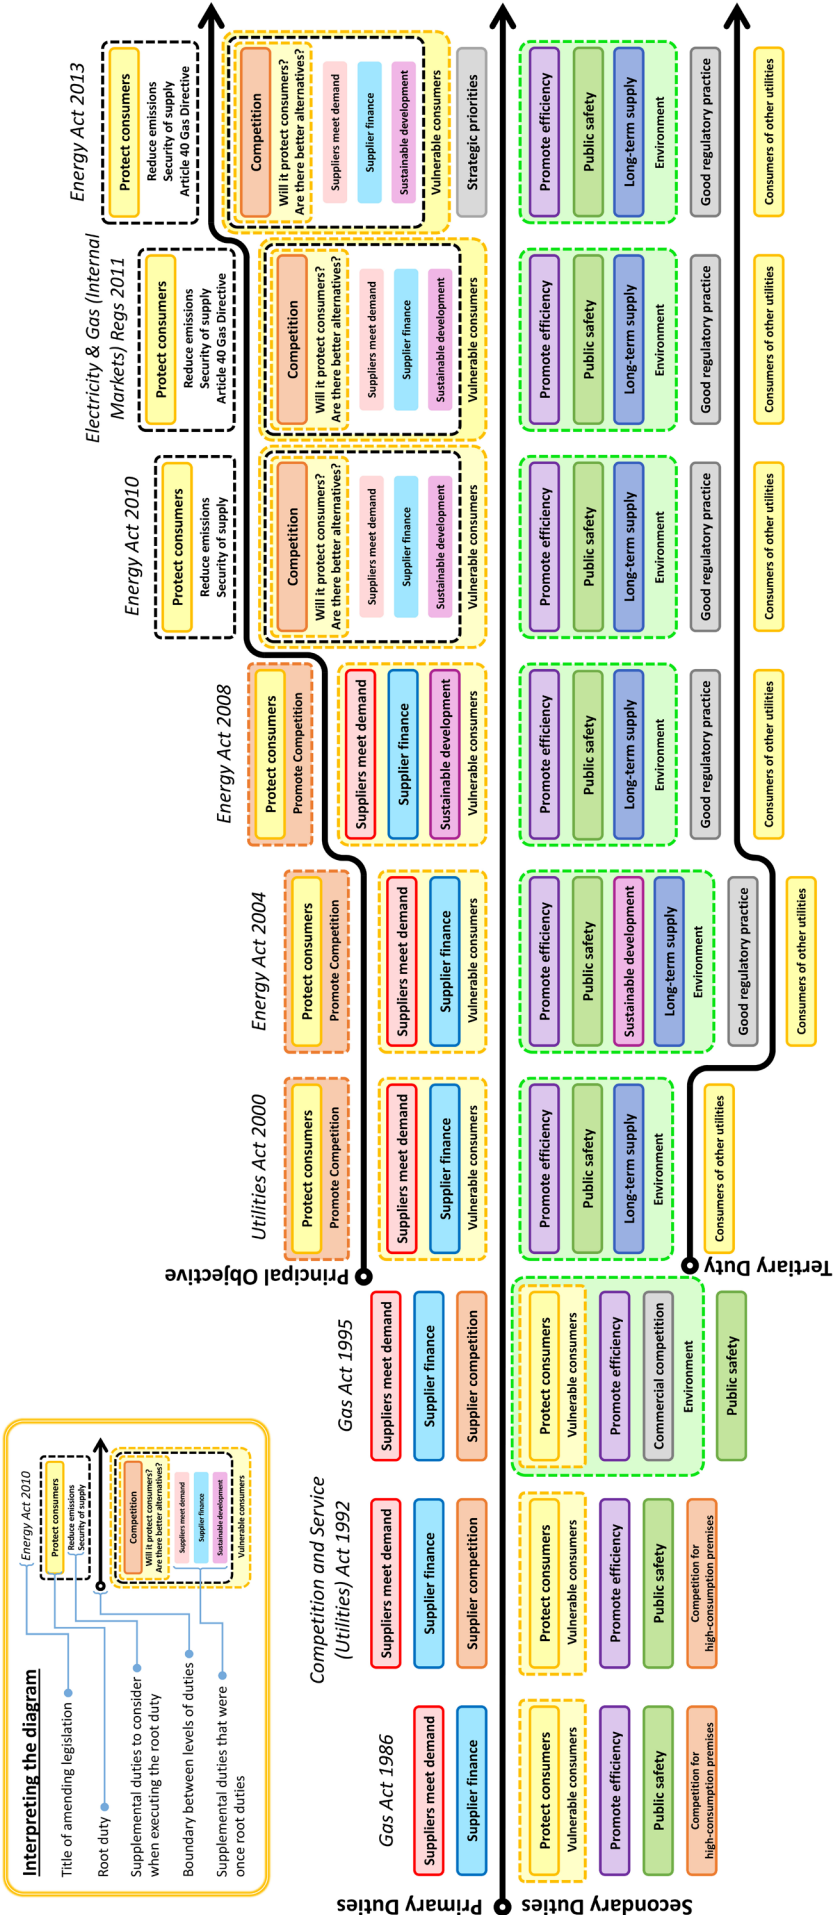 Interpreting the diagram
Title of amending legislation
Root duty
Supplemental duties to consider
when executing the root duty
Boundary between levels of duties
Supplemental duties that were
once root duties
Energy Act 2010
Protect consumers
Reduce emissions
Security of supply
Competition
Will it protect consumers?
Are there better alternatives?
Suppliers meet demand
Supplier finance
Sustainable development
Vulnerable consumers
Primary Duties
Secondary Duties
Gas Act 1986
Suppliers meet demand
Supplier finance
Protect consumers
Vulnerable consumers
Promote efficiency
Public safety
Competition for
high-consumption premises
Competition and Service
(Utilities) Act 1992
Suppliers meet demand
Supplier finance
Supplier competition
Protect consumers
Vulnerable consumers
Promote efficiency
Public safety
Competition for
high-consumption premises
Gas Act 1995
Suppliers meet demand
Supplier finance
Supplier competition
Protect consumers
Vulnerable consumers
Promote efficiency
Commercial competition
Environment
Public safety
Principal Objective
Tertiary Duty
Utilities Act 2000
Protect consumers
Promote Competition
Suppliers meet demand
Supplier finance
Vulnerable consumers
Promote efficiency
Public safety
Long-term supply
Environment
Consumers of other utilities
Energy Act 2004
Protect consumers
Promote Competition
Suppliers meet demand
Supplier finance
Vulnerable consumers
Promote efficiency
Public safety
Sustainable development
Long-term supply
Environment
Good regulatory practice
Consumers of other utilities
Energy Act 2008
Protect consumers
Promote Competition
Suppliers meet demand
Supplier finance
Sustainable development
Vulnerable consumers
Promote efficiency
Public safety
Long-term supply
Environment
Good regulatory practice
Consumers of other utilities
Energy Act 2010
Protect consumers
Reduce emissions
Security of supply
Competition
Will it protect consumers?
Are there better alternatives?
Suppliers meet demand
Supplier finance
Sustainable development
Vulnerable consumers
Promote efficiency
Public safety
Long-term supply
Environment
Good regulatory practice
Consumers of other utilities
Electricity & Gas (Internal
Markets) Regs 2011
Protect consumers
Reduce emissions
Security of supply
Article 40 Gas Directive
Competition
Will it protect consumers?
Are there better alternatives?
Suppliers meet demand
Supplier finance
Sustainable development
Vulnerable consumers
Promote efficiency
Public safety
Long-term supply
Environment
Good regulatory practice
Consumers of other utilities
Energy Act 2013
Protect consumers
Reduce emissions
Security of supply
Article 40 Gas Directive
Competition
Will it protect consumers?
Are there better alternatives?
Suppliers meet demand
Supplier finance
Sustainable development
Vulnerable consumers
Strategic priorities
Promote efficiency
Public safety
Long-term supply
Environment
Good regulatory practice
Consumers of other utilities